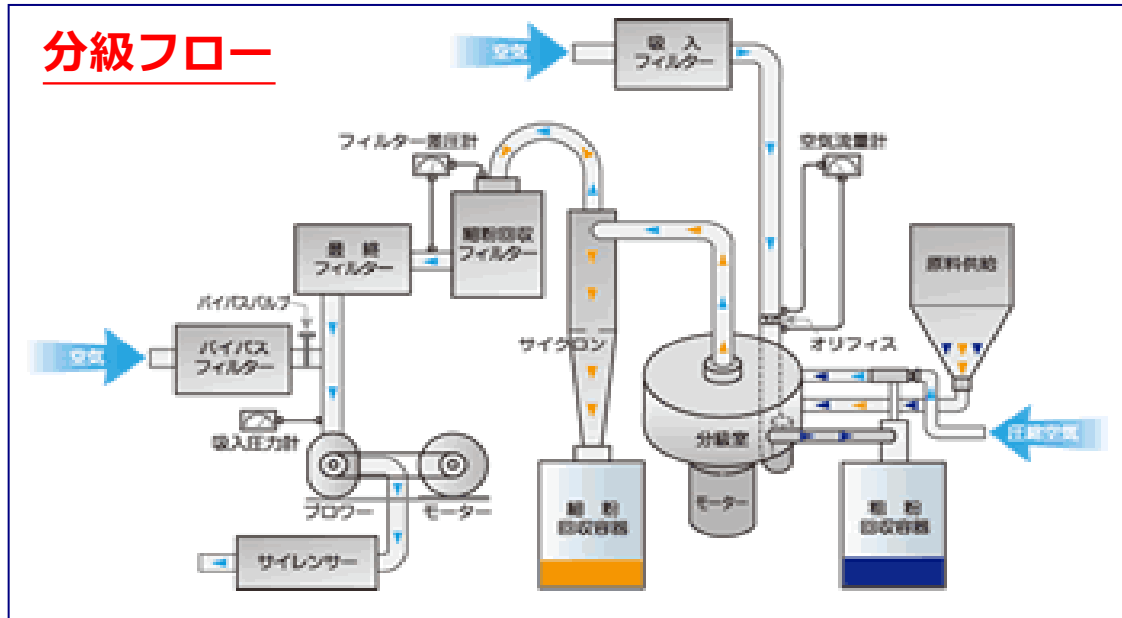 分級フロー
空気
吸 入
フィルター
フィルター差圧計
空気流量計
細粉回収
フィルター
最 終
フィルター
原料供給
バイパスバルブ
空気
バイパス
フィルター
サイクロン
オリフィス
吸入圧力計
分級室
圧縮空気
ブロワー
モーター
細 粉
回収容器
モーター
粗 粉
回収容器
サイレンサー